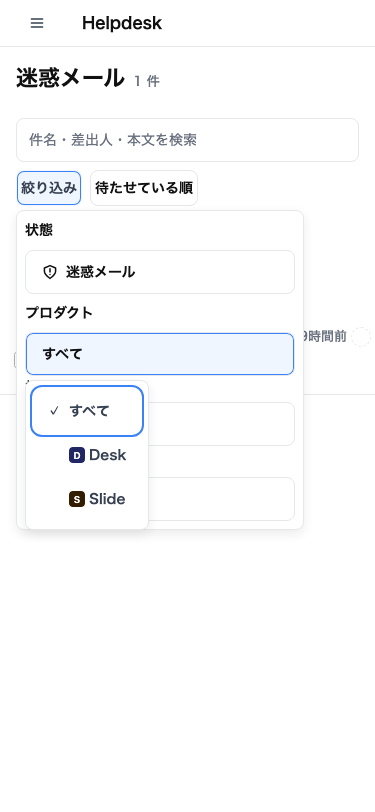 Helpdesk
迷惑メール 1 件
件名・差出人・本文を検索
絞り込み 待たせている順
状態
迷惑メール
プロダクト
すべて
9時間前
✓ すべて
D Desk
S Slide